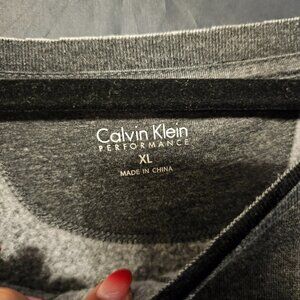 Calvin Klein
PERFORMANCE
XL
MADE IN CHINA